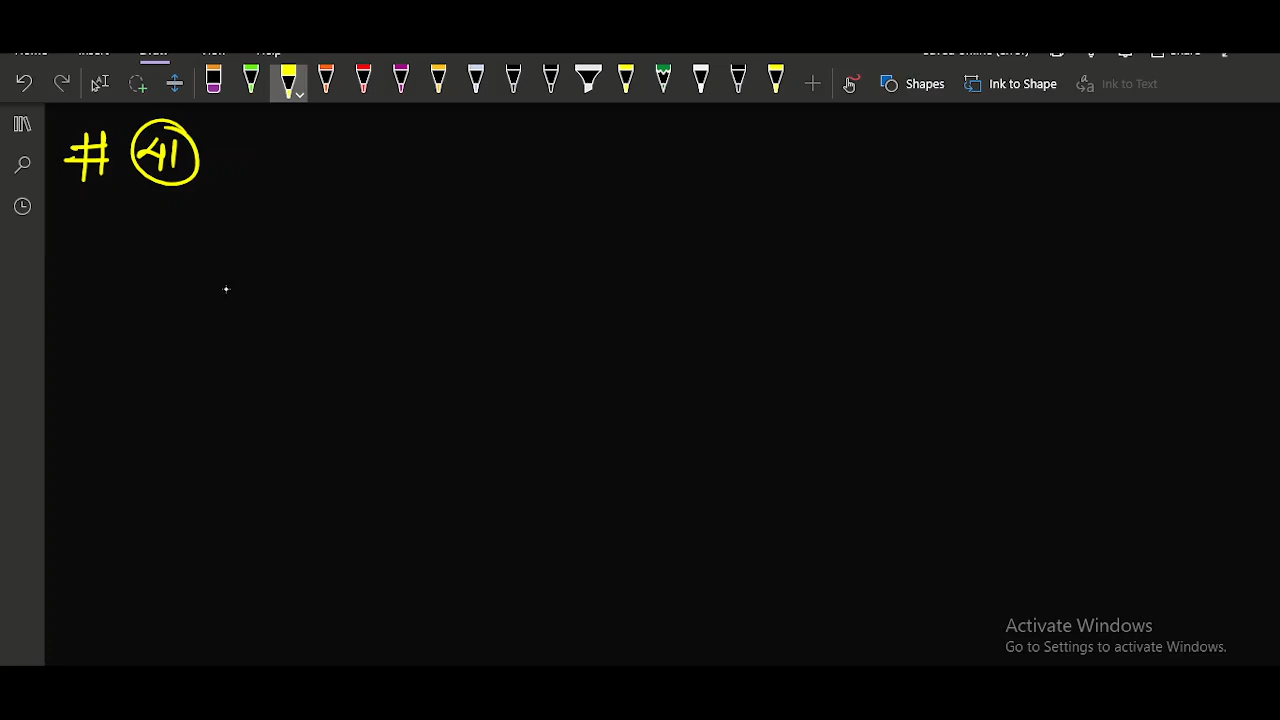 Shapes
Ink to Shape
Ink to Text
# 41
Activate Windows
Go to Settings to activate Windows.